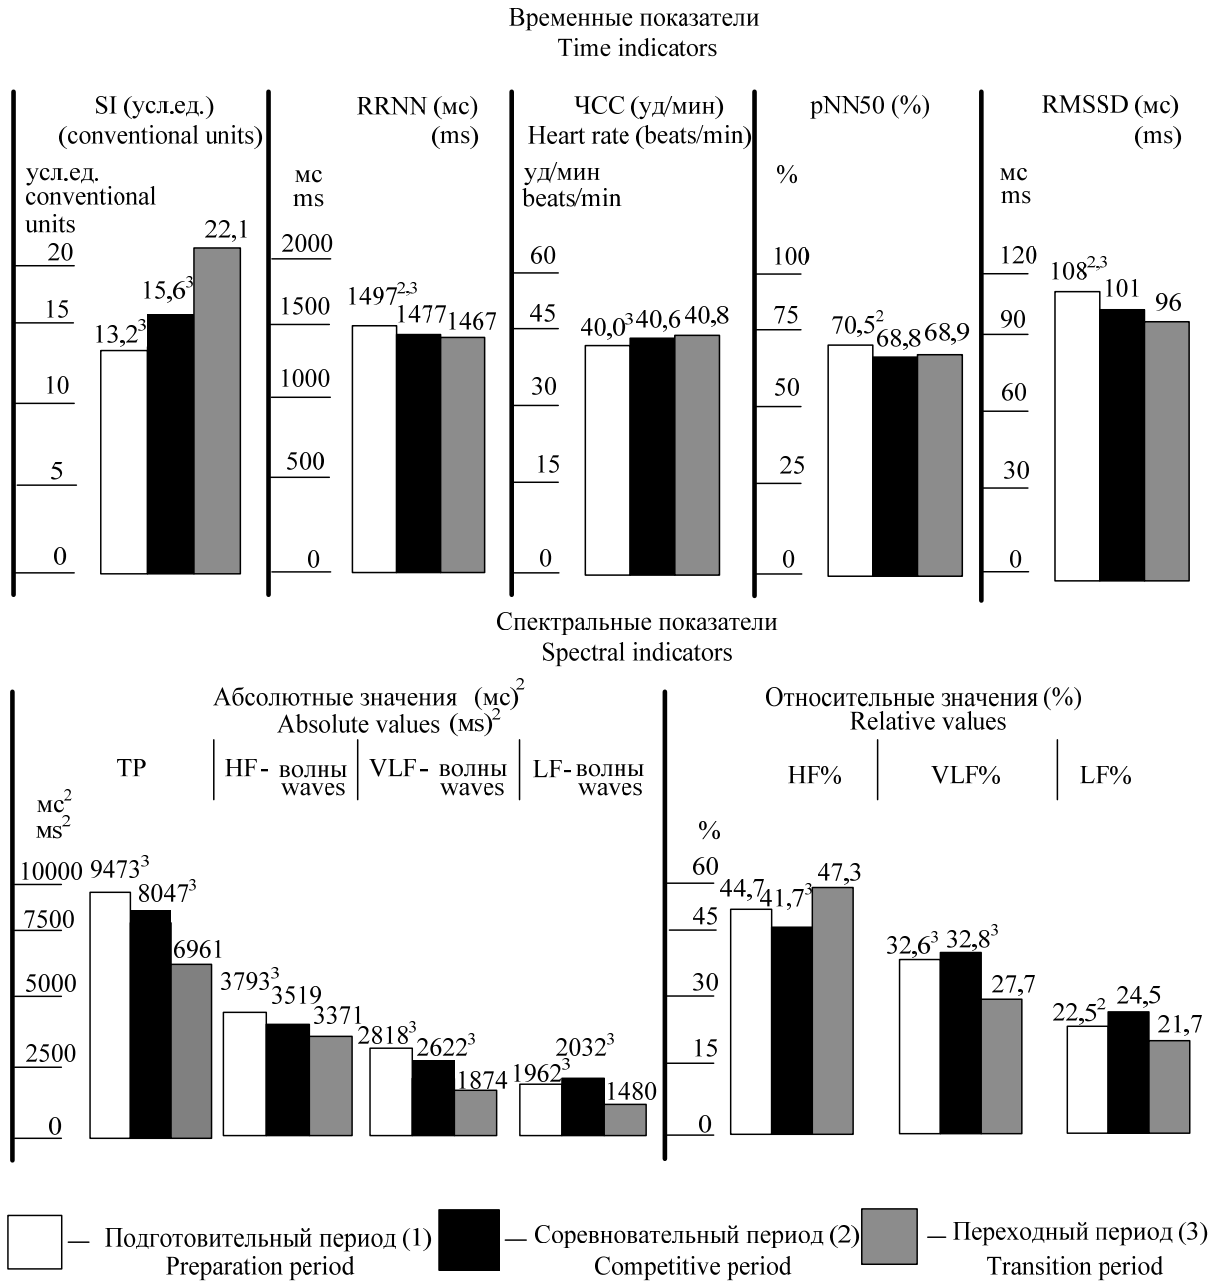 Временные показатели
Time indicators
SI (усл.ед.)
(conventional units)
усл.ед.
conventional
units
20
15
10
5
0
13,2³
15,6³
22,1
RRNN (мс)
(ms)
мс
ms
2000
1500
1000
500
0
1497²,³
1477
1467
ЧСС (уд/мин)
Heart rate (beats/min)
уд/мин
beats/min
60
45
30
15
0
40,0³
40,6
40,8
pNN50 (%)
%
100
75
50
25
0
70,5²
68,8
68,9
RMSSD (мс)
(ms)
мс
ms
120
90
60
30
0
108²,³
101
96
Спектральные показатели
Spectral indicators
Абсолютные значения (мс)²
Absolute values (мs)²
TP
HF - волны
waves
VLF - волны
waves
LF - волны
waves
мс²
мs²
10000
7500
5000
2500
0
9473³
8047³
6961
3793³
3519
3371
2818³
2622³
1874
1962³
2032³
1480
Относительные значения (%)
Relative values
HF%
VLF%
LF%
%
60
45
30
15
0
44,7
41,7³
47,3
32,6³
32,8³
27,7
22,5²
24,5
21,7
— Подготовительный период (1)
Preparation period
— Соревновательный период (2)
Competitive period
— Переходный период (3)
Transition period